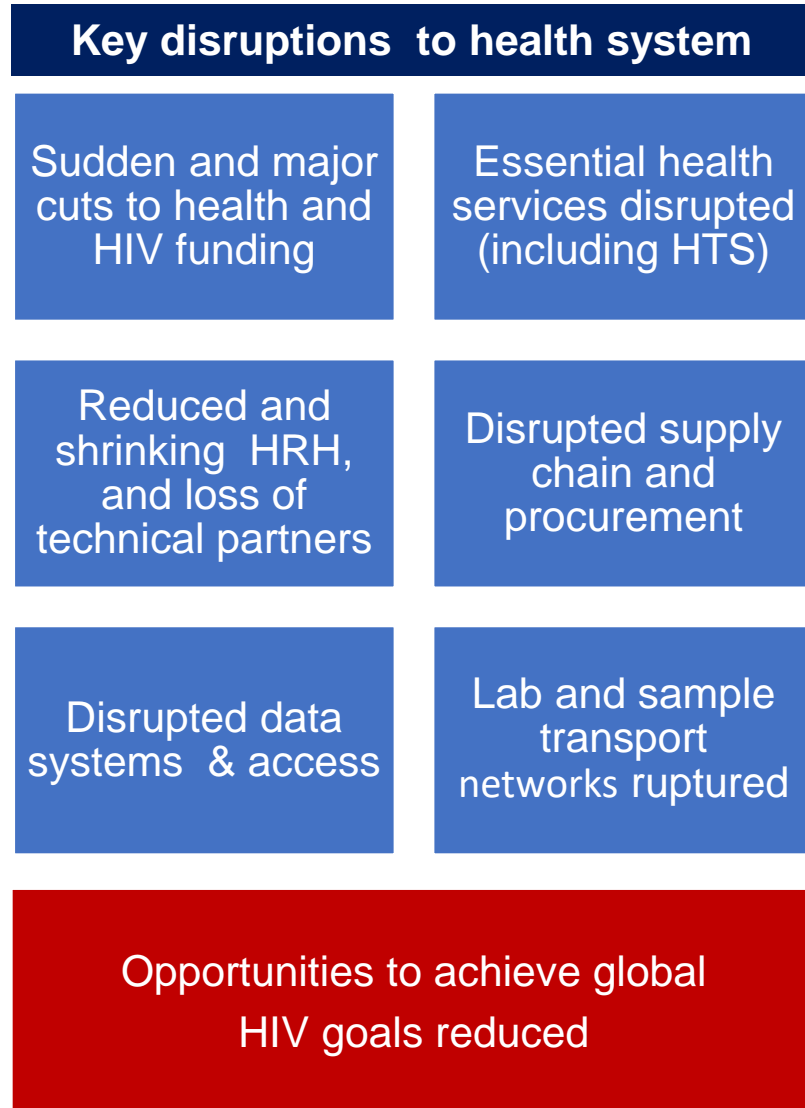 Key disruptions to health system
Sudden and major
cuts to health and
HIV funding
Essential health
services disrupted
(including HTS)
Reduced and
shrinking HRH,
and loss of
technical partners
Disrupted supply
chain and
procurement
Disrupted data
systems & access
Lab and sample
transport
networks ruptured
Opportunities to achieve global
HIV goals reduced